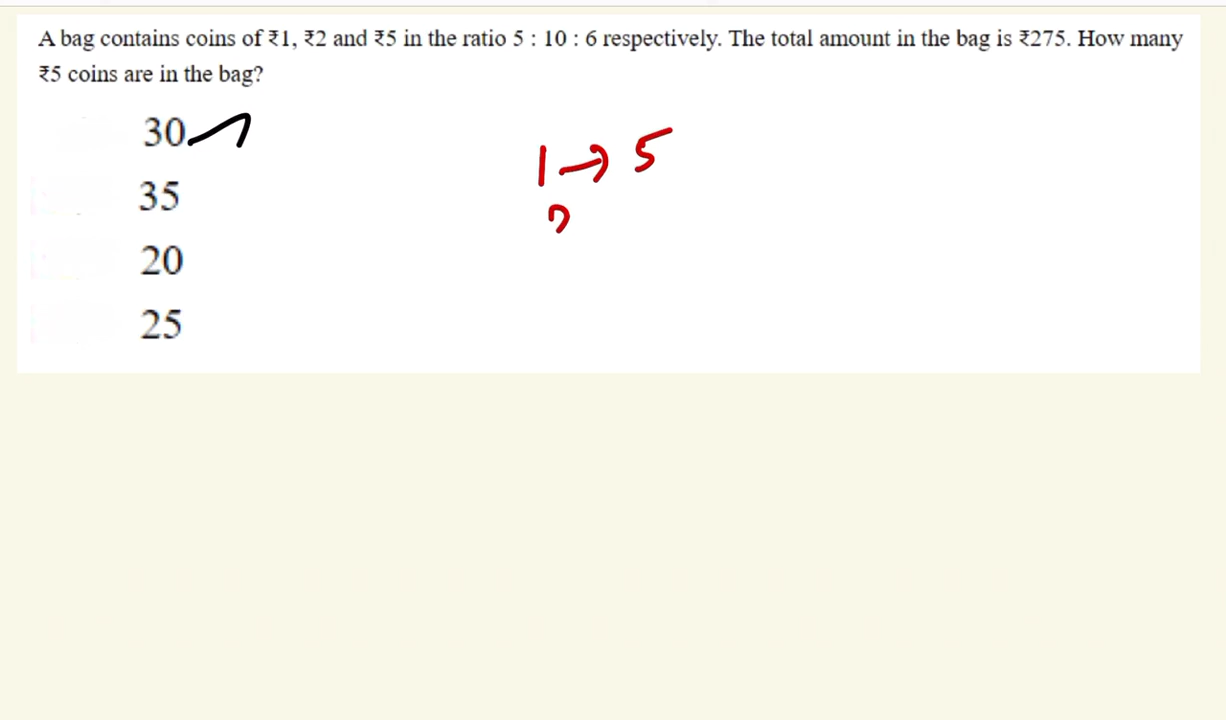 A bag contains coins of ₹1, ₹2 and ₹5 in the ratio 5 : 10 : 6 respectively. The total amount in the bag is ₹275. How many
₹5 coins are in the bag?
30
35
20
25
1 → 5